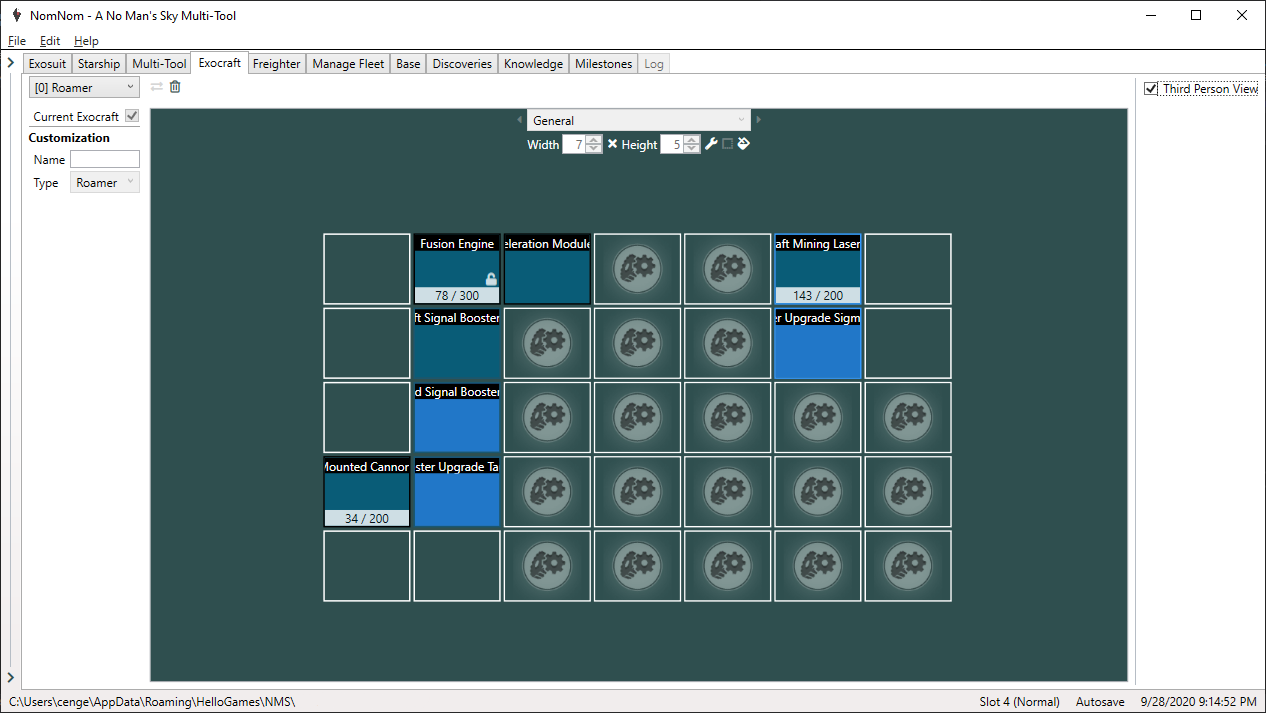 NomNom - A No Man's Sky Multi-Tool
File Edit Help
Exosuit Starship Multi-Tool Exocraft Freighter Manage Fleet Base Discoveries Knowledge Milestones Log
[0] Roamer
Third Person View
Current Exocraft
General
Customization
Width 7 Height 5
Name
Type Roamer
Fusion Engine eleration Module aft Mining Laser
78 / 300 143 / 200
ft Signal Booster er Upgrade Sigm
d Signal Booster
Mounted Cannon ster Upgrade Ta
34 / 200
C:\Users\cenge\AppData\Roaming\HelloGames\NMS\ Slot 4 (Normal) Autosave 9/28/2020 9:14:52 PM